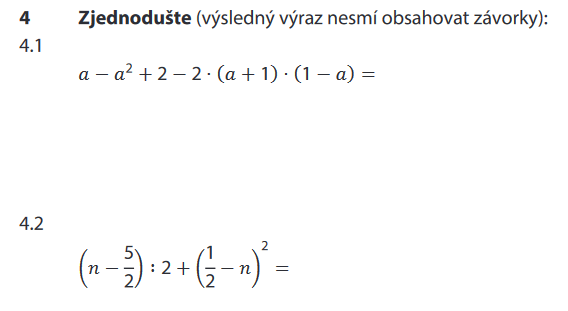 4 Zjednodušte (výsledný výraz nesmí obsahovat závorky):
4.1
a − a² + 2 − 2 · (a + 1) · (1 − a) =
4.2
(n − 5/2) : 2 + (1/2 − n)² =